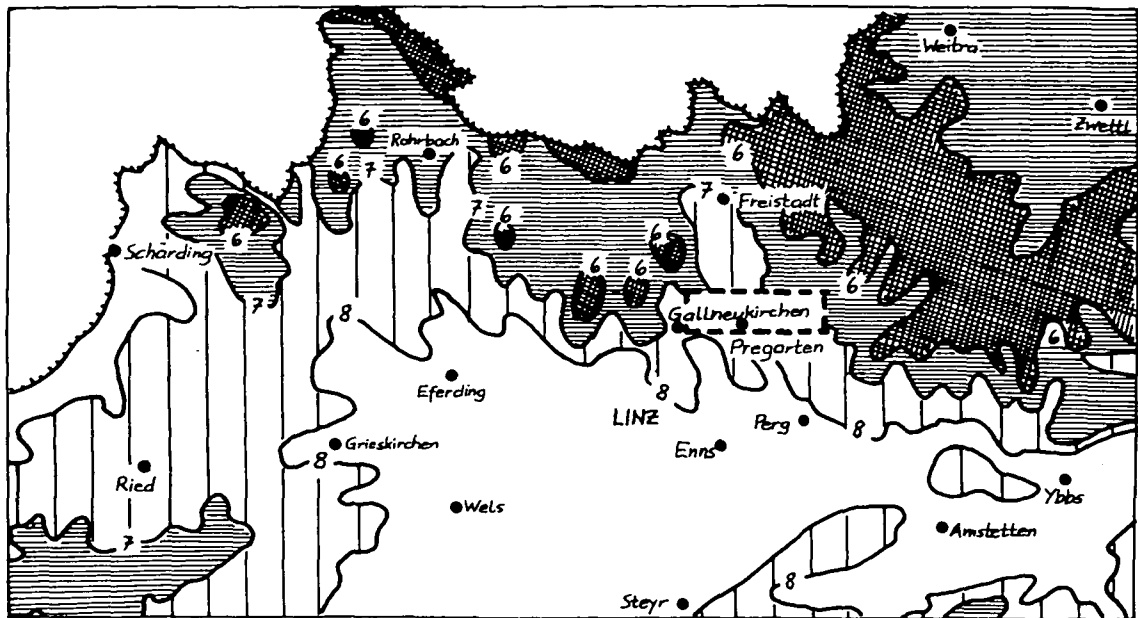 Weitra
Zwettl
6
Rohrbach
6
6
6
7
7
Freistadt
7
6
6
6
Schärding
6
6
6
6
7
8
Gallneukirchen
Pregarten
6
Eferding
8
LINZ
Perg
8
Enns
Grieskirchen
8
Ried
Wels
Ybbs
Amstetten
7
8
Steyr